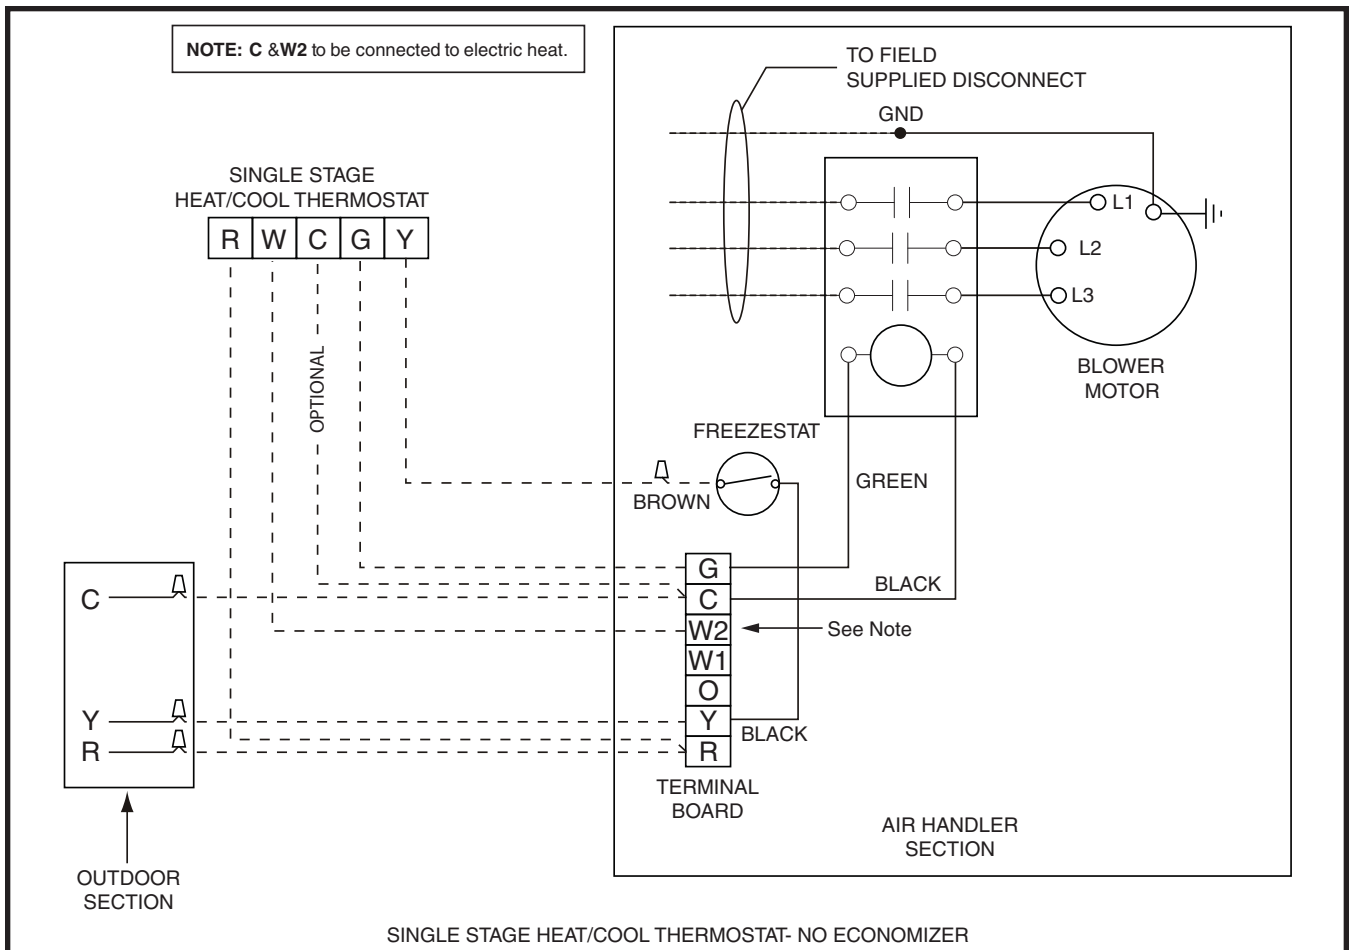 NOTE: C &W2 to be connected to electric heat.
TO FIELD
SUPPLIED DISCONNECT
GND
SINGLE STAGE
HEAT/COOL THERMOSTAT
R W C G Y
L1
L2
L3
BLOWER
MOTOR
OPTIONAL
FREEZESTAT
BROWN
GREEN
BLACK
G
C
W2
W1
O
Y
R
See Note
BLACK
TERMINAL
BOARD
C
Y
R
OUTDOOR
SECTION
AIR HANDLER
SECTION
SINGLE STAGE HEAT/COOL THERMOSTAT- NO ECONOMIZER